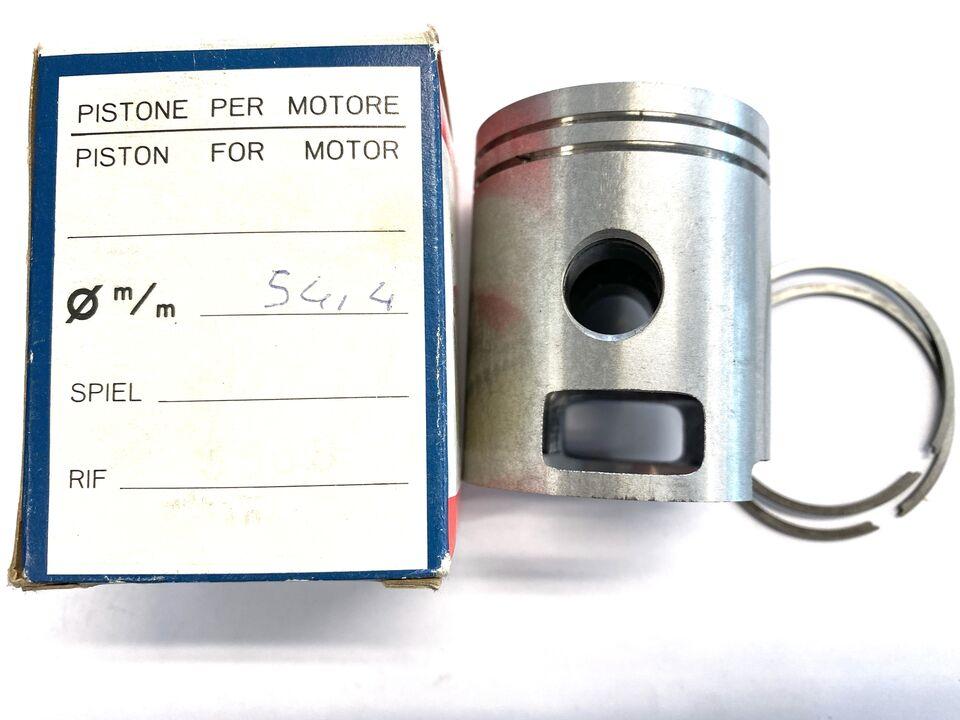 PISTONE PER MOTORE
PISTON FOR MOTOR
Ø m/m 54,4
SPIEL
RIF